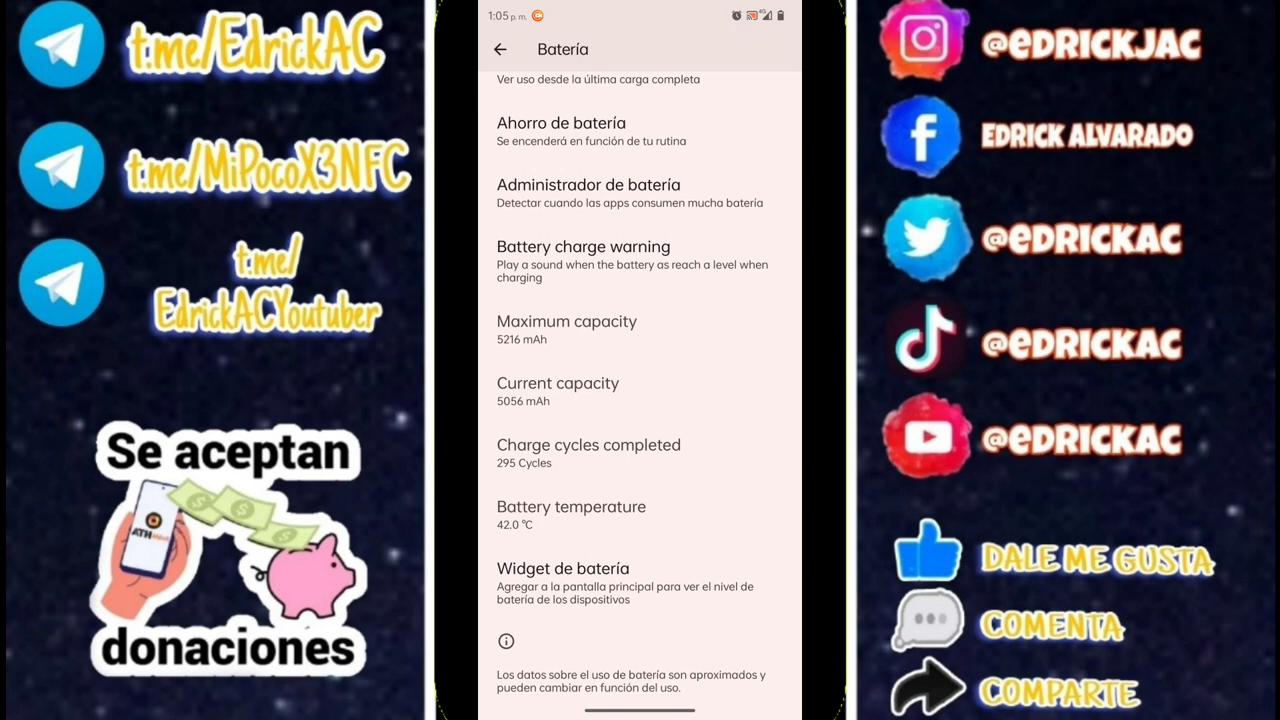 t.me/EdrickAC
t.me/MiPocoX3NFC
t.me/
EdrickACYoutuber
Se aceptan
ATH
donaciones
1:05 p. m.
4G
Batería
Ver uso desde la última carga completa
Ahorro de batería
Se encenderá en función de tu rutina
Administrador de batería
Detectar cuando las apps consumen mucha batería
Battery charge warning
Play a sound when the battery as reach a level when
charging
Maximum capacity
5216 mAh
Current capacity
5056 mAh
Charge cycles completed
295 Cycles
Battery temperature
42.0 °C
Widget de batería
Agregar a la pantalla principal para ver el nivel de
batería de los dispositivos
Los datos sobre el uso de batería son aproximados y
pueden cambiar en función del uso.
@EDRICKJAC
EDRICK ALVARADO
@EDRICKAC
@EDRICKAC
@EDRICKAC
DALE ME GUSTA
COMENTA
COMPARTE